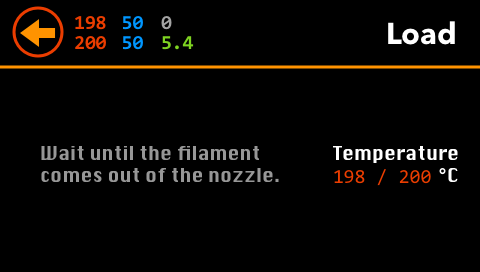 198 50 0
200 50 5.4
Load
Wait until the filament
comes out of the nozzle.
Temperature
198 / 200 °C